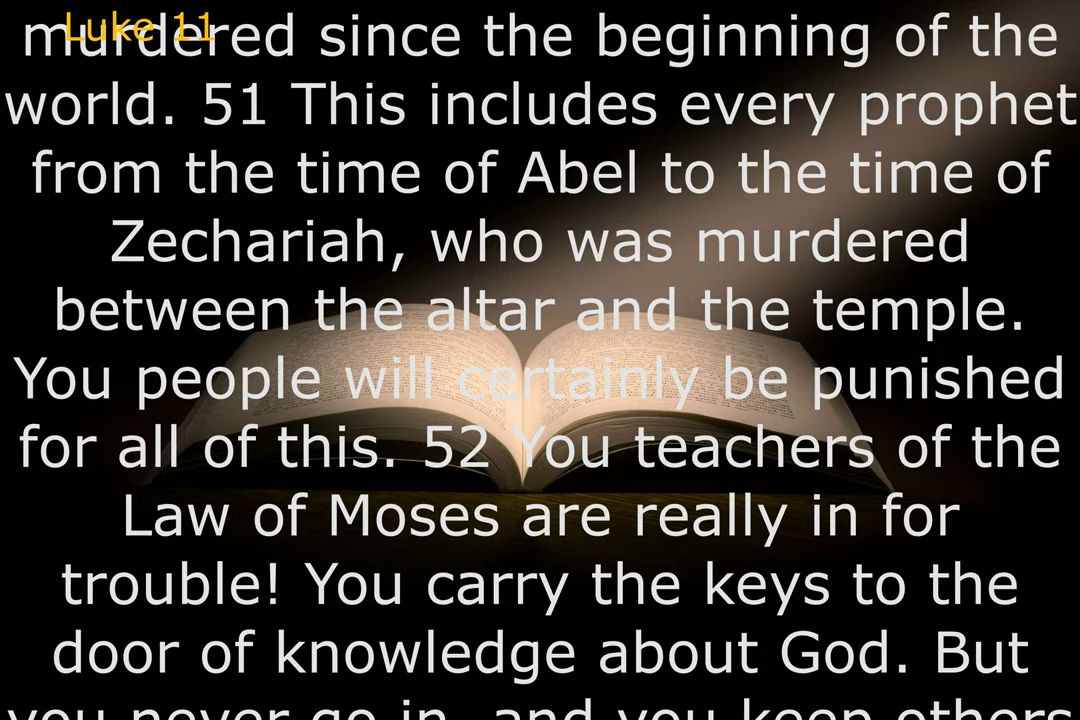 Luke 11
murdered since the beginning of the
world. 51 This includes every prophet
from the time of Abel to the time of
Zechariah, who was murdered
between the altar and the temple.
You people will certainly be punished
for all of this. 52 You teachers of the
Law of Moses are really in for
trouble! You carry the keys to the
door of knowledge about God. But
you never go in, and you keep others